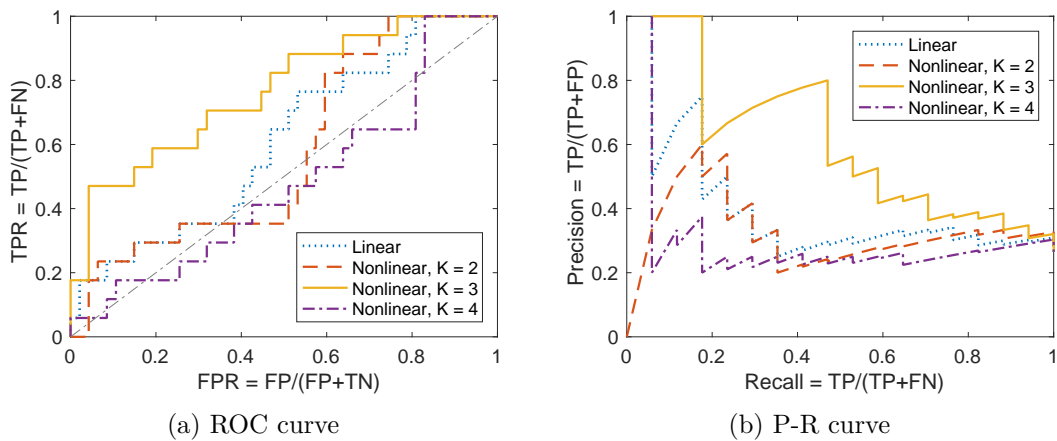 1
0.8
0.6
0.4
0.2
0
TPR = TP/(TP+FN)
0 0.2 0.4 0.6 0.8 1
FPR = FP/(FP+TN)
Linear
Nonlinear, K = 2
Nonlinear, K = 3
Nonlinear, K = 4
(a) ROC curve
1
0.8
0.6
0.4
0.2
0
Precision = TP/(TP+FP)
Linear
Nonlinear, K = 2
Nonlinear, K = 3
Nonlinear, K = 4
0 0.2 0.4 0.6 0.8 1
Recall = TP/(TP+FN)
(b) P-R curve